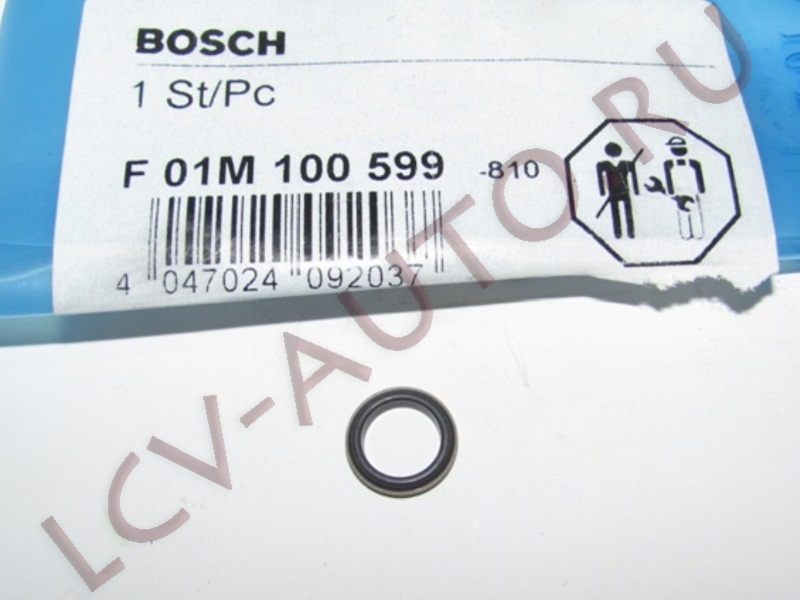 BOSCH
1 St/Pc
F 01M 100 599 -810
4 047024 092037
LCV-AUTO.RU